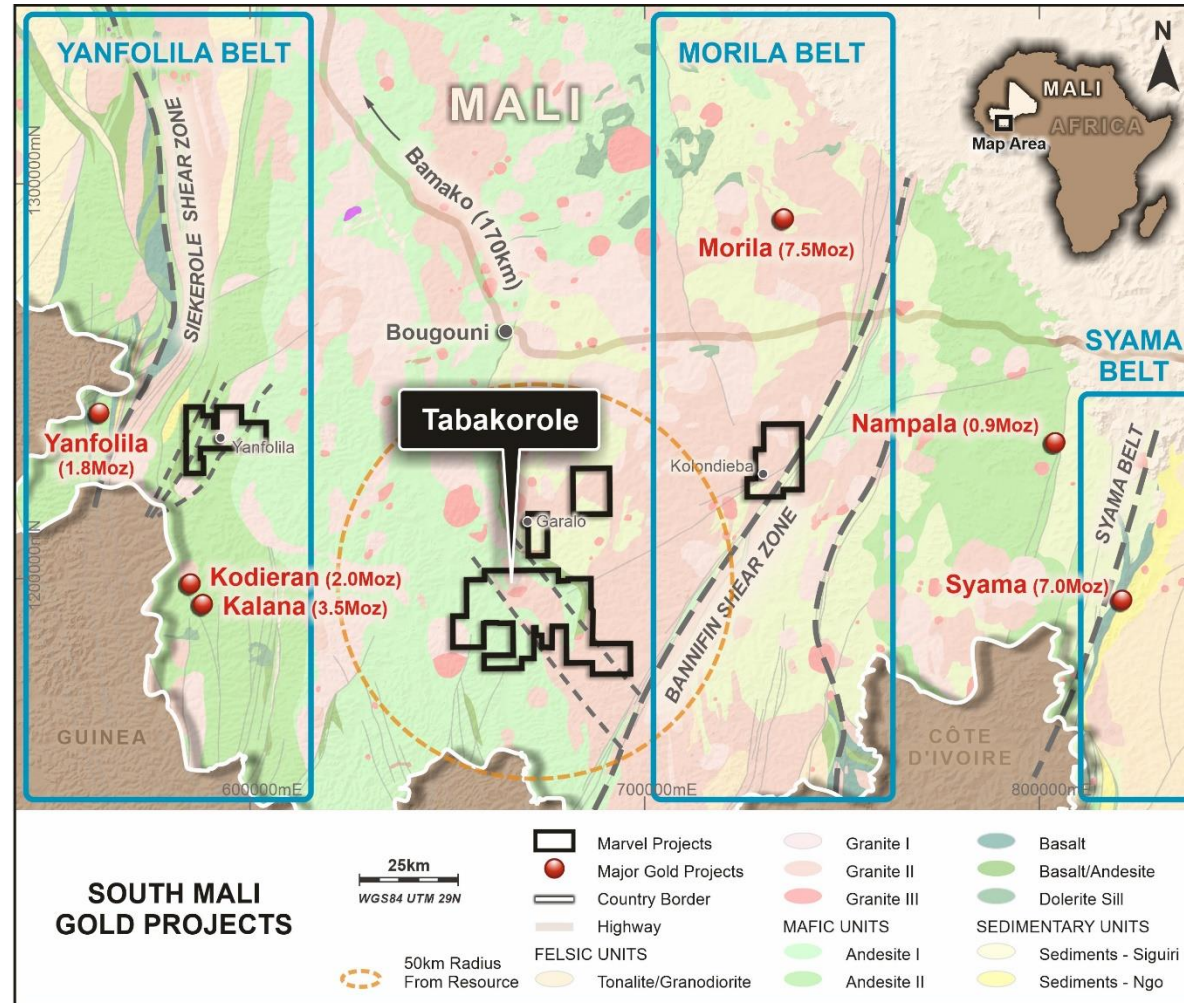 YANFOLILA BELT
MORILA BELT
N
MALI
MALI
AFRICA
Map Area
SIEKEROLE SHEAR ZONE
1300000mN
Bamako (170km)
Morila (7.5Moz)
Bougouni
SYAMA
BELT
Tabakorole
Yanfolila
(1.8Moz)
Yanfolila
Nampala (0.9Moz)
Kolondieba
Garalo
SYAMA BELT
BANNIFIN SHEAR ZONE
1200000mN
Kodieran (2.0Moz)
Kalana (3.5Moz)
Syama (7.0Moz)
GUINEA
CÔTE
D'IVOIRE
600000mE
700000mE
800000mE
SOUTH MALI
GOLD PROJECTS
25km
WGS84 UTM 29N
50km Radius
From Resource
Marvel Projects
Major Gold Projects
Country Border
Highway
FELSIC UNITS
Tonalite/Granodiorite
Granite I
Granite II
Granite III
MAFIC UNITS
Andesite I
Andesite II
Basalt
Basalt/Andesite
Dolerite Sill
SEDIMENTARY UNITS
Sediments - Siguiri
Sediments - Ngo